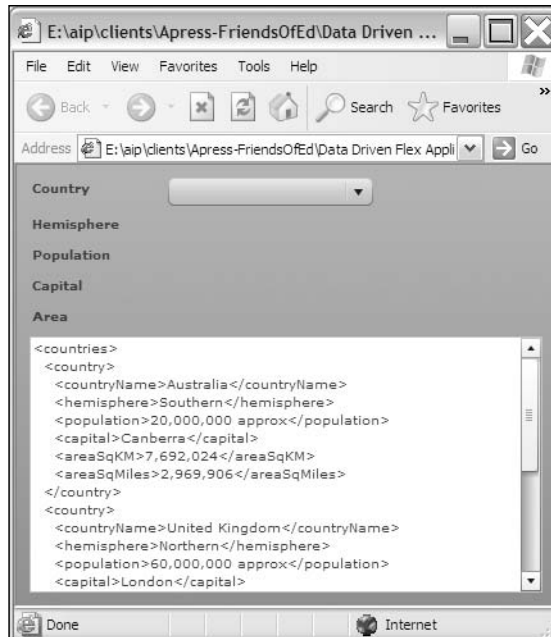 E:\aip\clients\Apress-FriendsOfEd\Data Driven ...
File Edit View Favorites Tools Help
Back Search Favorites »
Address E:\aip\clients\Apress-FriendsOfEd\Data Driven Flex Appli Go
Country
Hemisphere
Population
Capital
Area
<countries>
<country>
<countryName>Australia</countryName>
<hemisphere>Southern</hemisphere>
<population>20,000,000 approx</population>
<capital>Canberra</capital>
<areaSqKM>7,692,024</areaSqKM>
<areaSqMiles>2,969,906</areaSqMiles>
</country>
<country>
<countryName>United Kingdom</countryName>
<hemisphere>Northern</hemisphere>
<population>60,000,000 approx</population>
<capital>London</capital>
Done Internet